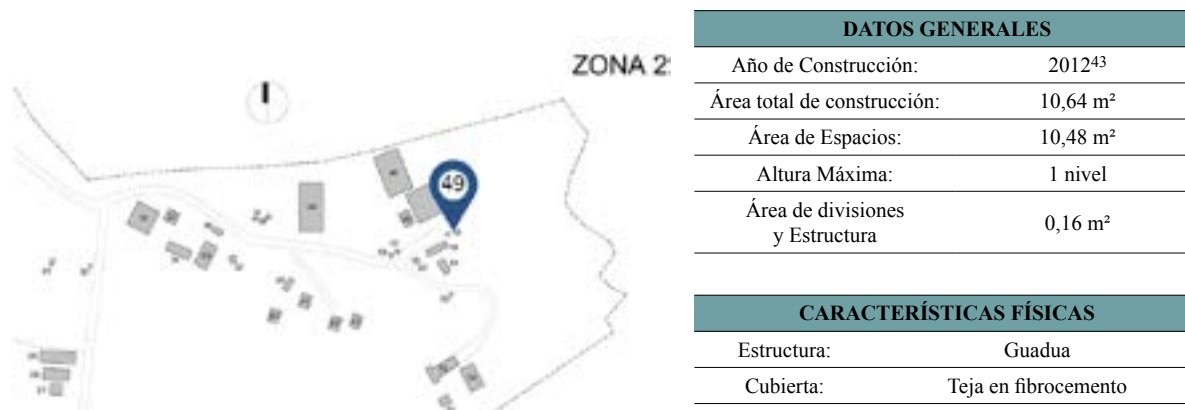 ZONA 2
49
DATOS GENERALES
Año de Construcción: 2012⁴³
Área total de construcción: 10,64 m²
Área de Espacios: 10,48 m²
Altura Máxima: 1 nivel
Área de divisiones
y Estructura 0,16 m²
CARACTERÍSTICAS FÍSICAS
Estructura: Guadua
Cubierta: Teja en fibrocemento